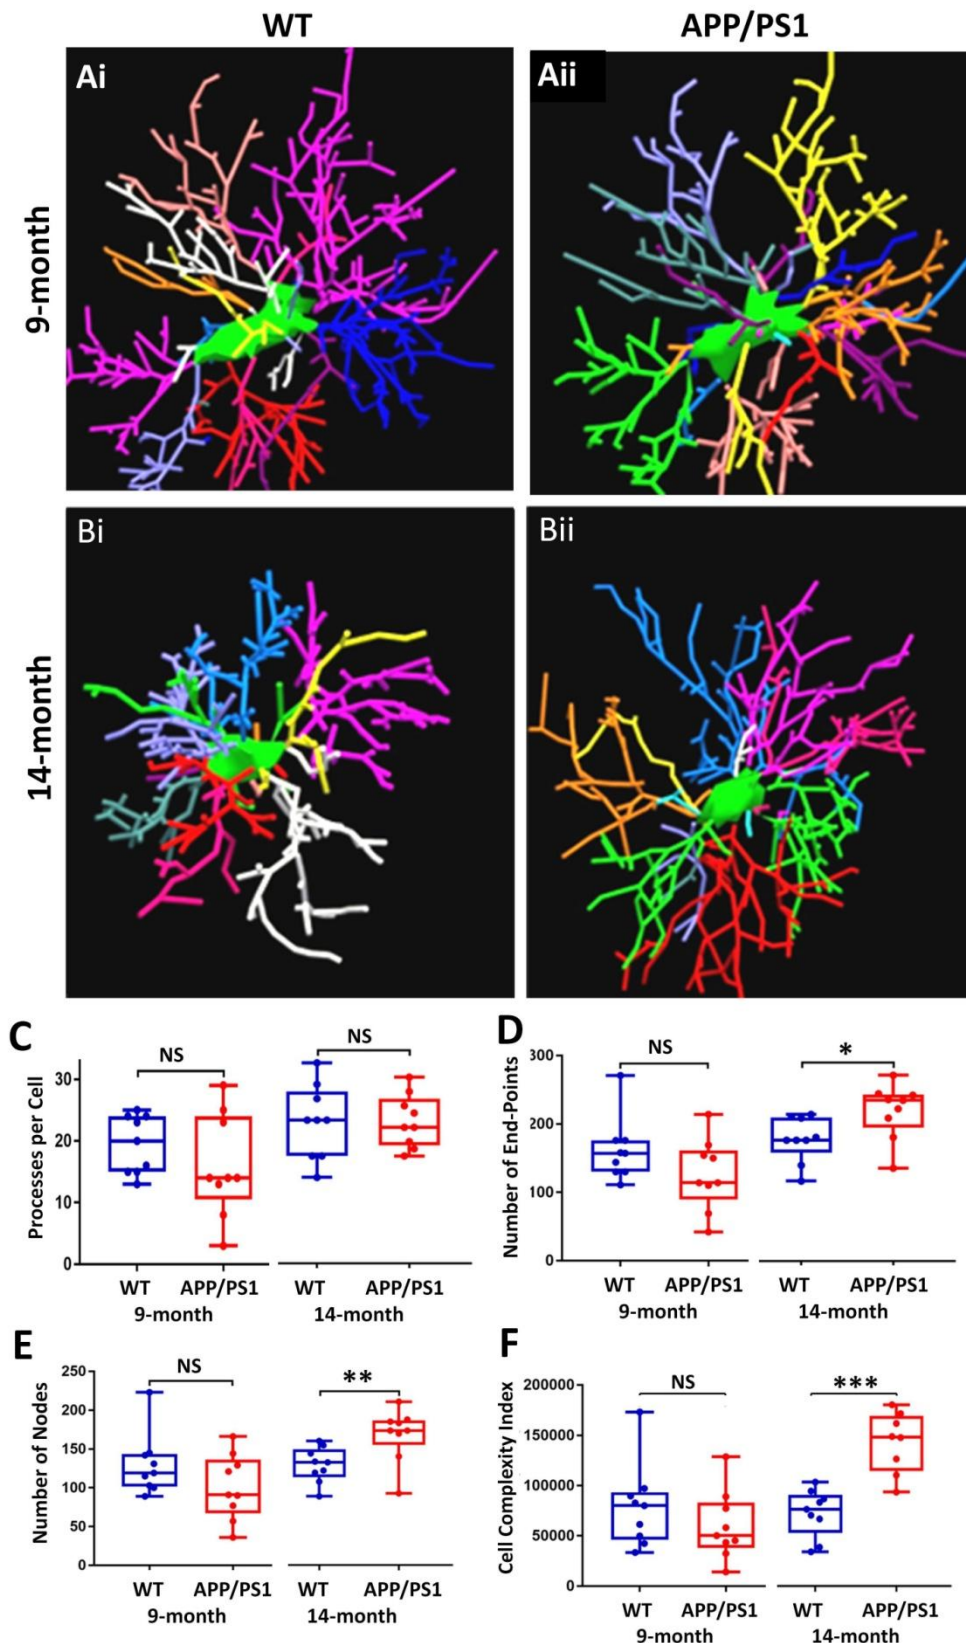 WT APP/PS1
9-month
Ai Aii
14-month
Bi Bii
C
Processes per Cell
NS NS
30
20
10
0
WT APP/PS1 WT APP/PS1
9-month 14-month
D
Number of End-Points
NS *
300
200
100
0
WT APP/PS1 WT APP/PS1
9-month 14-month
E
Number of Nodes
NS **
250
200
150
100
50
0
WT APP/PS1 WT APP/PS1
9-month 14-month
F
Cell Complexity Index
NS ***
200000
150000
100000
50000
0
WT APP/PS1 WT APP/PS1
9-month 14-month